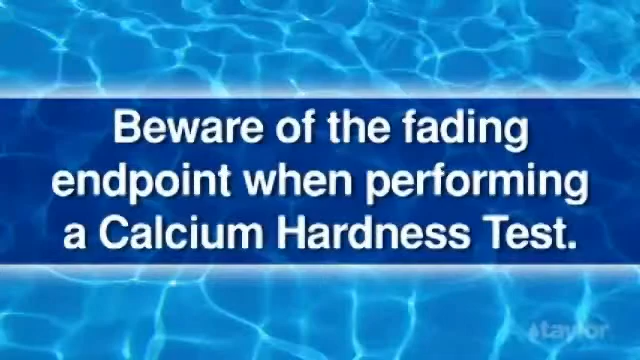 Beware of the fading
endpoint when performing
a Calcium Hardness Test.
taylor